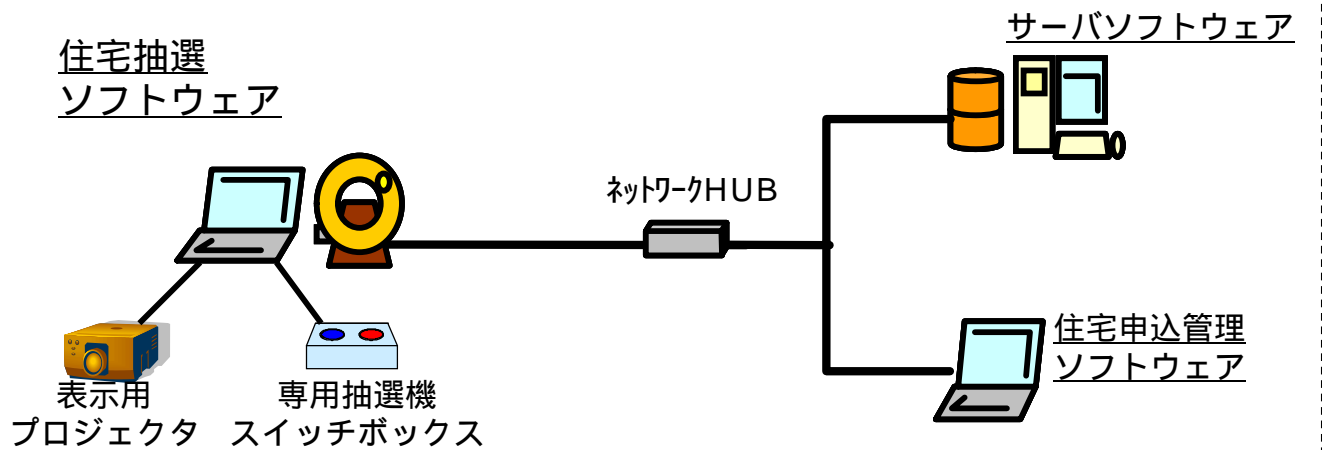 住宅抽選
ソフトウェア
サーバソフトウェア
ﾈｯﾄﾜｰｸHUB
住宅申込管理
ソフトウェア
表示用
プロジェクタ
専用抽選機
スイッチボックス